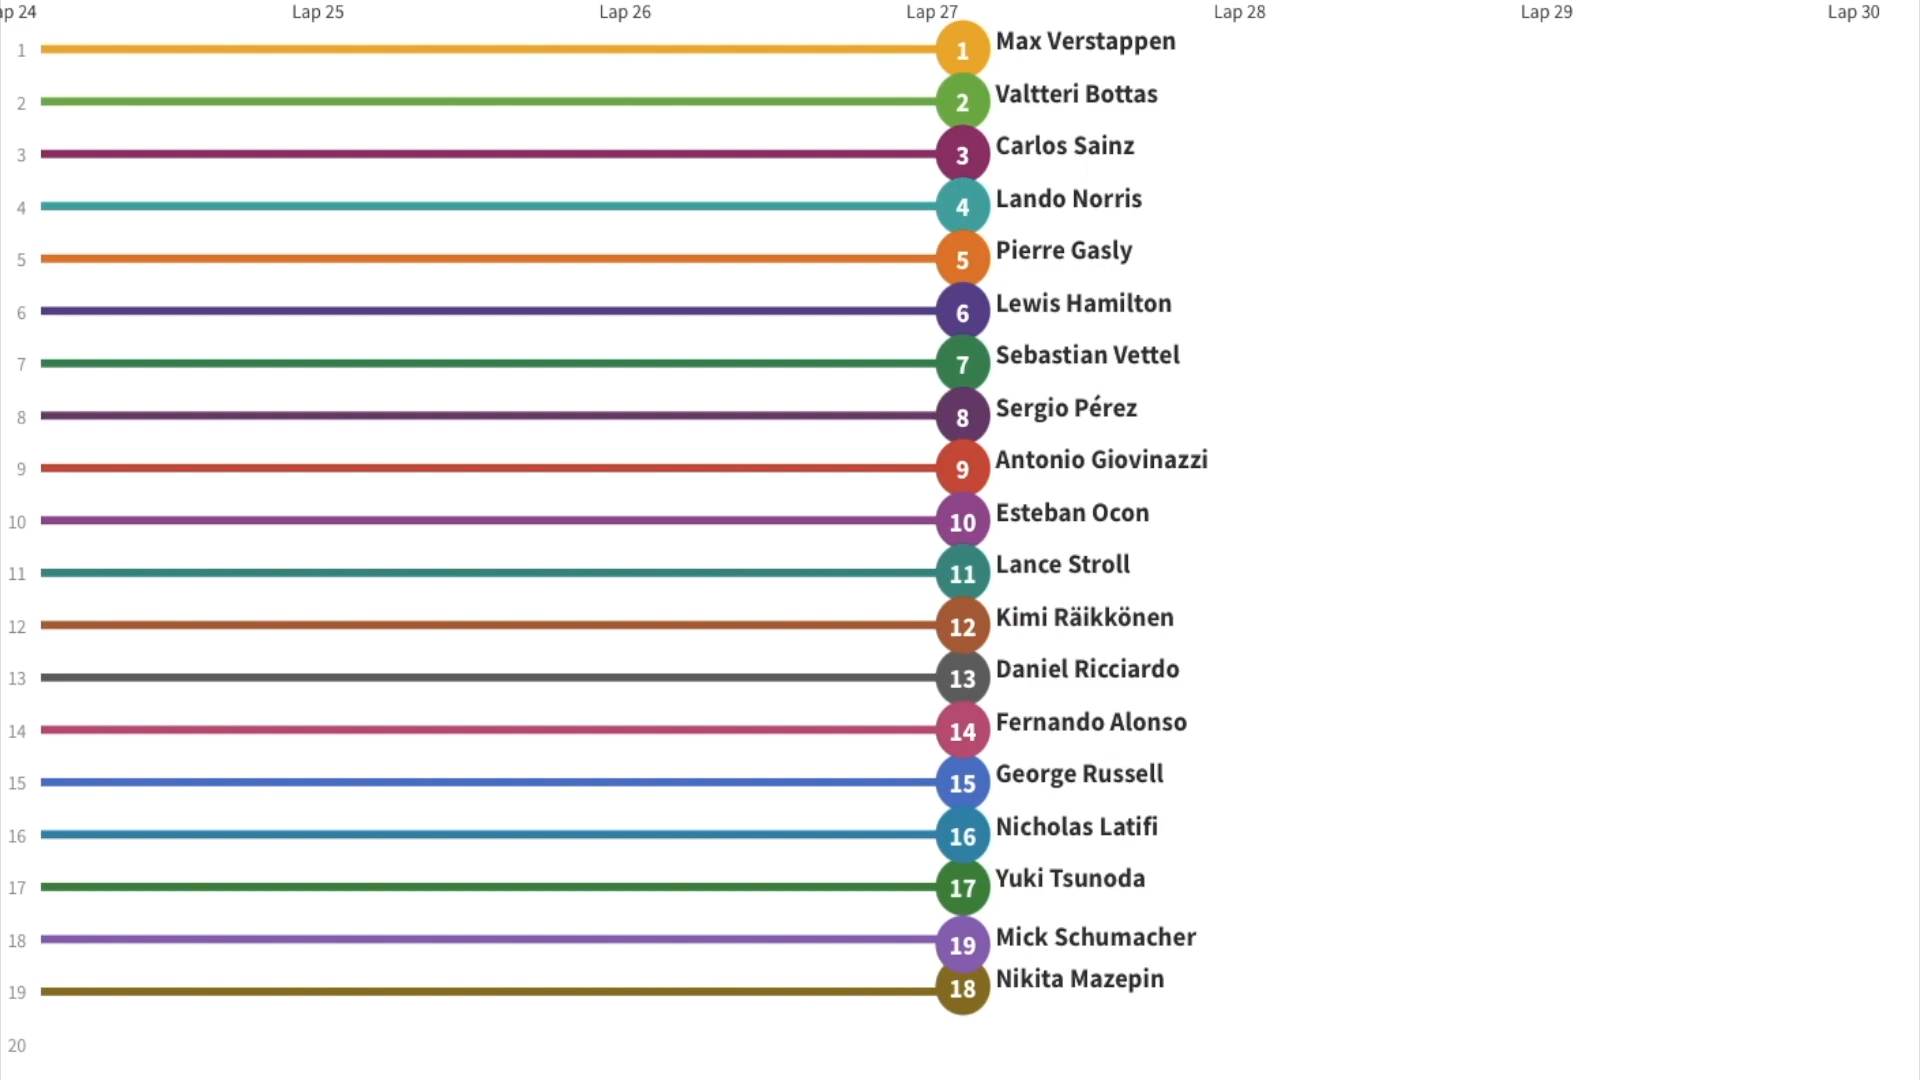 ap 24 Lap 25 Lap 26 Lap 27 Lap 28 Lap 29 Lap 30
1 1 Max Verstappen
2 2 Valtteri Bottas
3 3 Carlos Sainz
4 4 Lando Norris
5 5 Pierre Gasly
6 6 Lewis Hamilton
7 7 Sebastian Vettel
8 8 Sergio Pérez
9 9 Antonio Giovinazzi
10 10 Esteban Ocon
11 11 Lance Stroll
12 12 Kimi Räikkönen
13 13 Daniel Ricciardo
14 14 Fernando Alonso
15 15 George Russell
16 16 Nicholas Latifi
17 17 Yuki Tsunoda
18 19 Mick Schumacher
19 18 Nikita Mazepin
20